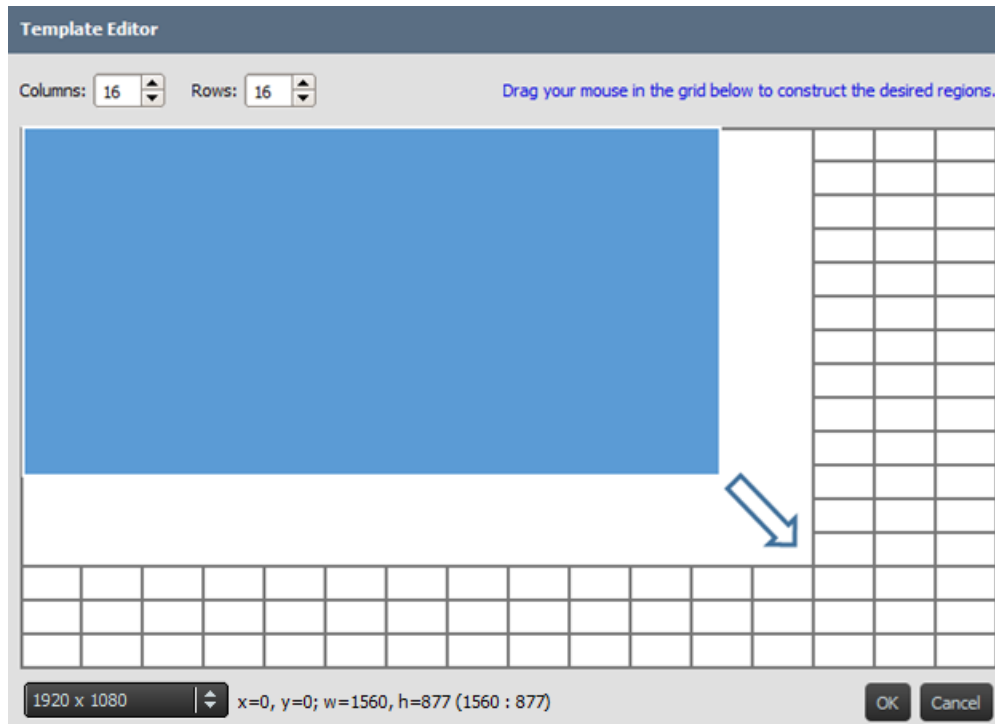 Template Editor
Columns: 16 Rows: 16 Drag your mouse in the grid below to construct the desired regions.
1920 x 1080 x=0, y=0; w=1560, h=877 (1560 : 877) OK Cancel